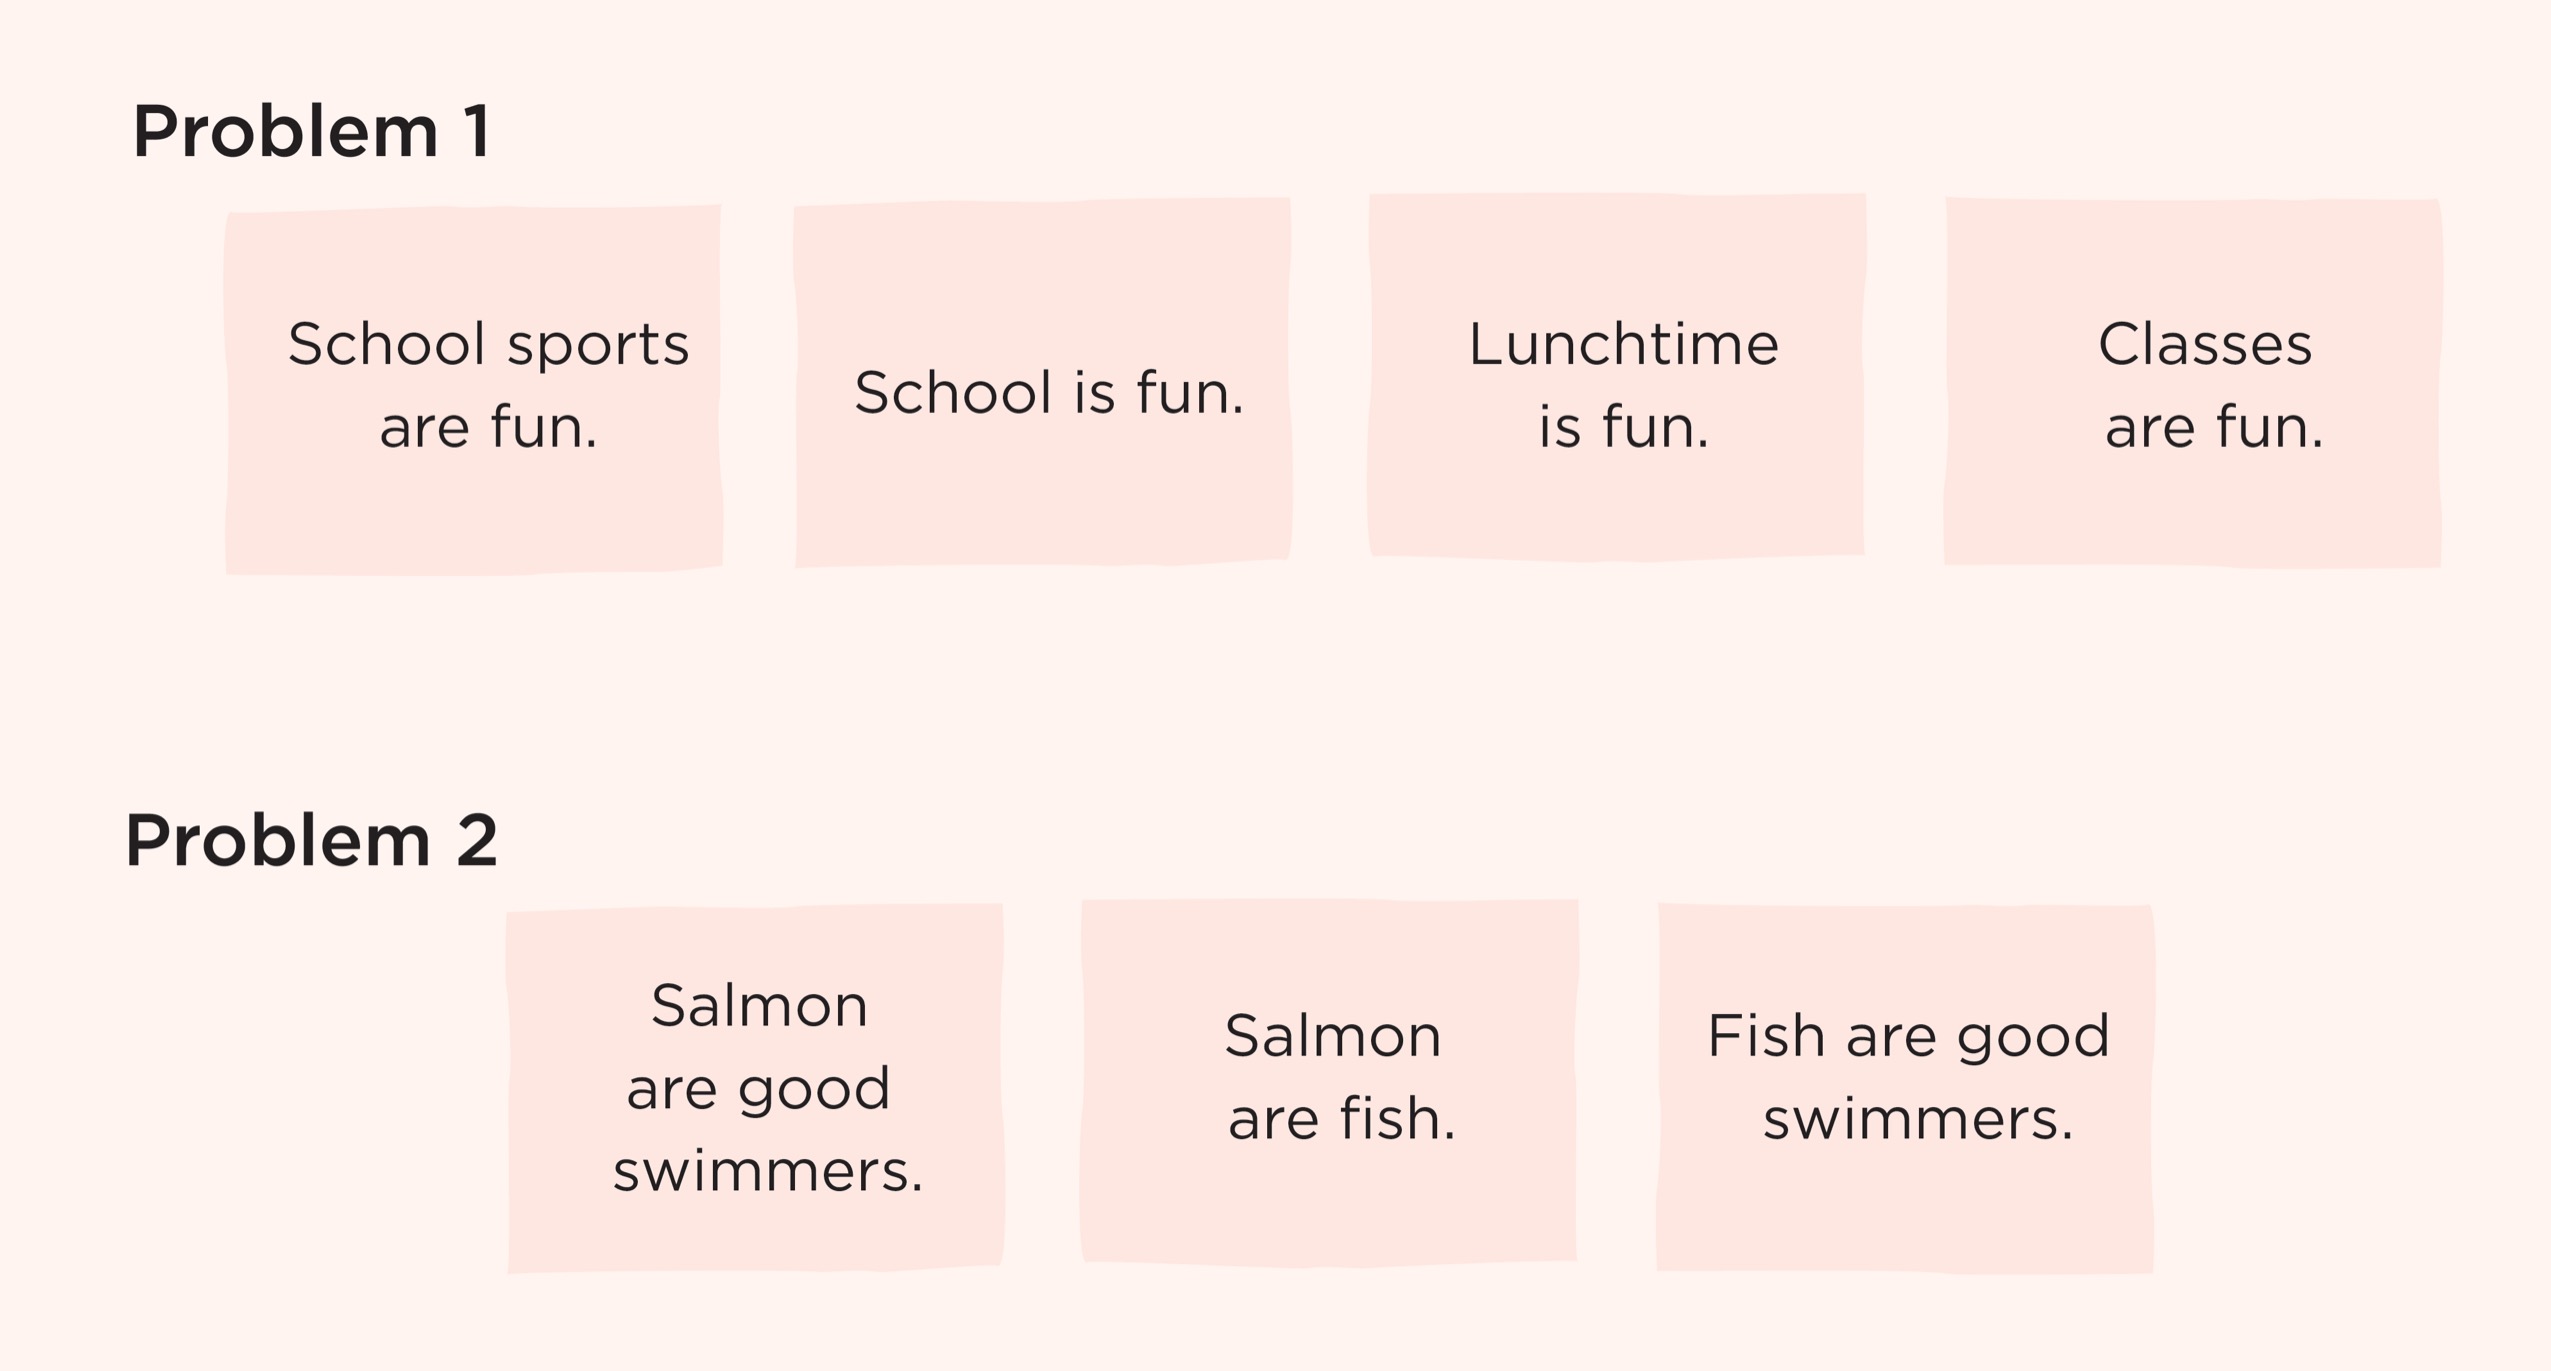 Problem 1
School sports
are fun.
School is fun.
Lunchtime
is fun.
Classes
are fun.
Problem 2
Salmon
are good
swimmers.
Salmon
are fish.
Fish are good
swimmers.